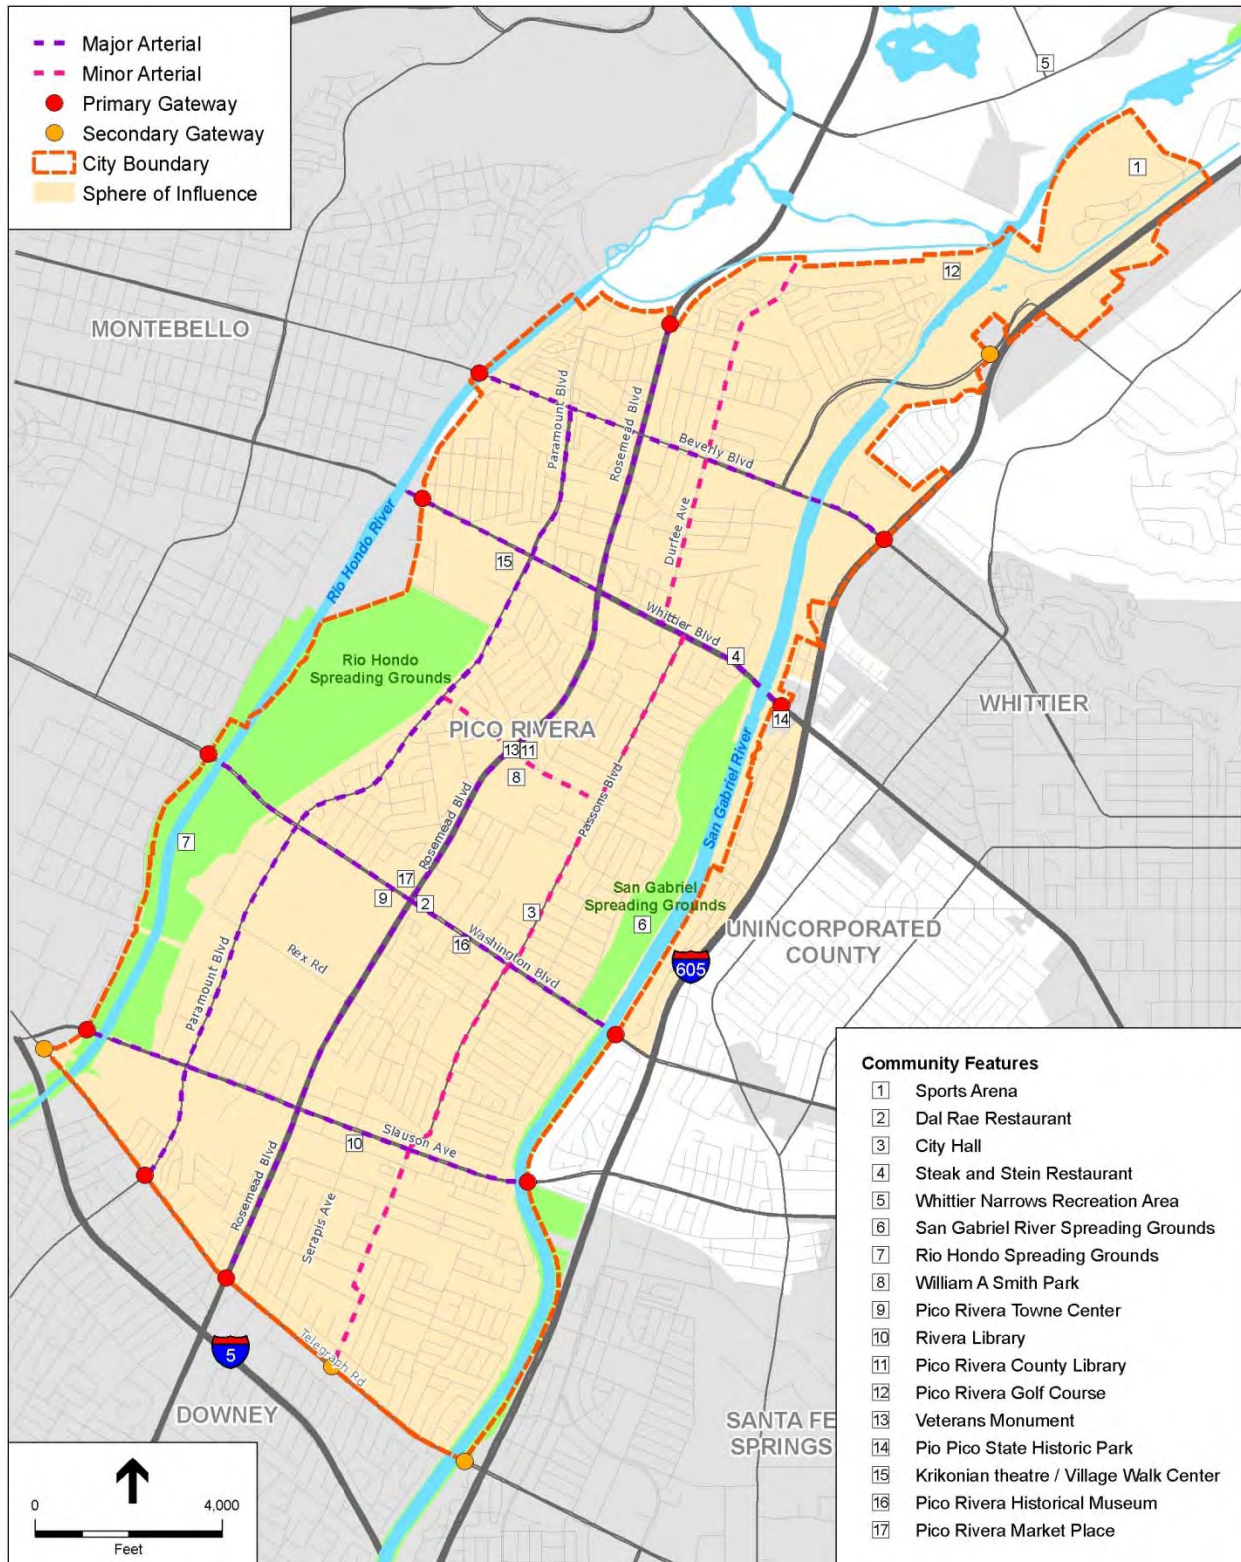 Major Arterial
Minor Arterial
Primary Gateway
Secondary Gateway
City Boundary
Sphere of Influence
5
1
12
MONTEBELLO
Paramount Blvd
Rosemead Blvd
Beverly Blvd
Durfee Ave
Rio Hondo River
15
Whittier Blvd
4
Rio Hondo
Spreading Grounds
WHITTIER
14
PICO RIVERA
13
11
8
San Gabriel River
Passons Blvd
Rosemead Blvd
7
17
9
2
3
San Gabriel
Spreading Grounds
6
16
Washington Blvd
UNINCORPORATED
COUNTY
605
Rex Rd
Paramount Blvd
10
Slauson Ave
Rosemead Blvd
Serapis Ave
Telegraph Rd
5
DOWNEY
SANTA FE
SPRINGS
0
4,000
Feet
Community Features
1 Sports Arena
2 Dal Rae Restaurant
3 City Hall
4 Steak and Stein Restaurant
5 Whittier Narrows Recreation Area
6 San Gabriel River Spreading Grounds
7 Rio Hondo Spreading Grounds
8 William A Smith Park
9 Pico Rivera Towne Center
10 Rivera Library
11 Pico Rivera County Library
12 Pico Rivera Golf Course
13 Veterans Monument
14 Pio Pico State Historic Park
15 Krikonian theatre / Village Walk Center
16 Pico Rivera Historical Museum
17 Pico Rivera Market Place